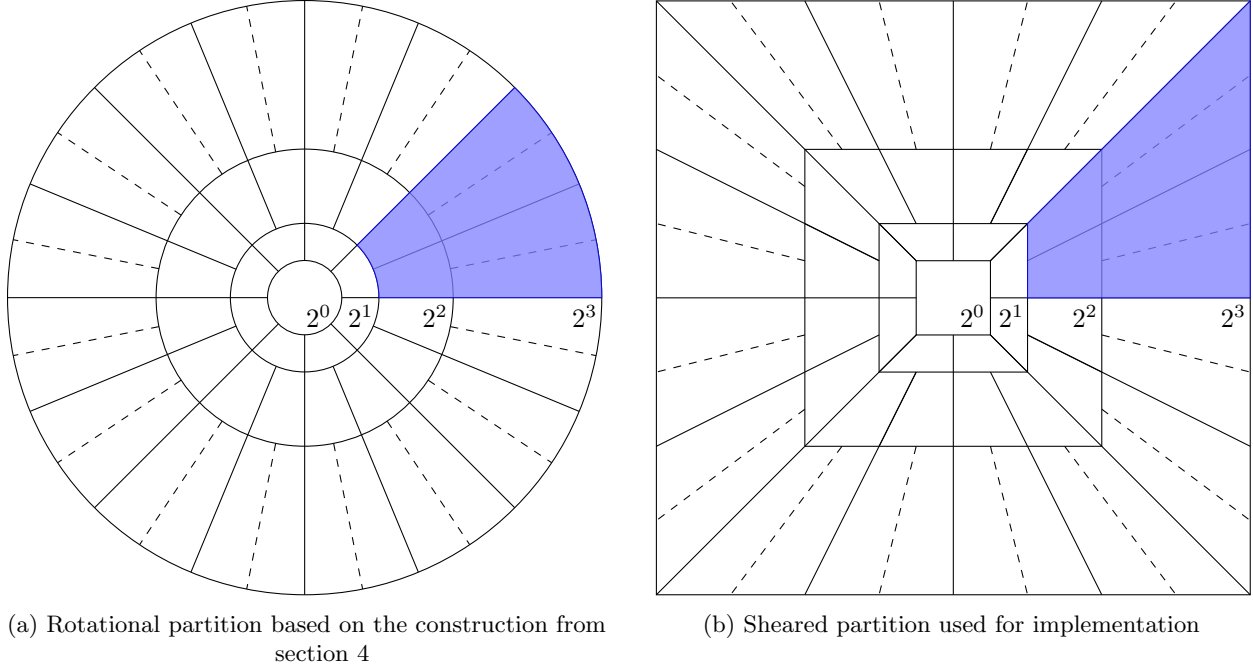 2^0 2^1 2^2 2^3
2^0 2^1 2^2 2^3
(a) Rotational partition based on the construction from
section 4
(b) Sheared partition used for implementation